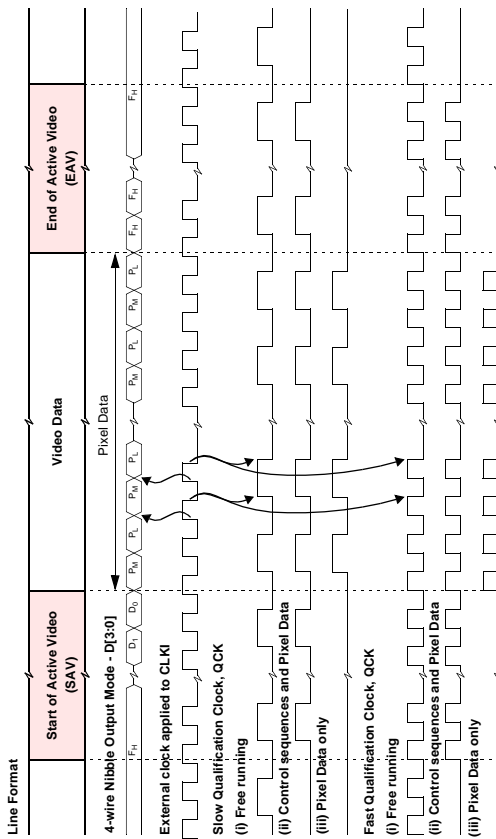 Line Format
Start of Active Video
(SAV)
Video Data
End of Active Video
(EAV)
Pixel Data
4-wire Nibble Output Mode - D[3:0]
FH D1 D0 PM PL PM PL PM PL PM PL FH FH FH
External clock applied to CLKI
Slow Qualification Clock, QCK
(i) Free running
(ii) Control sequences and Pixel Data
(iii) Pixel Data only
Fast Qualification Clock, QCK
(i) Free running
(ii) Control sequences and Pixel Data
(iii) Pixel Data only